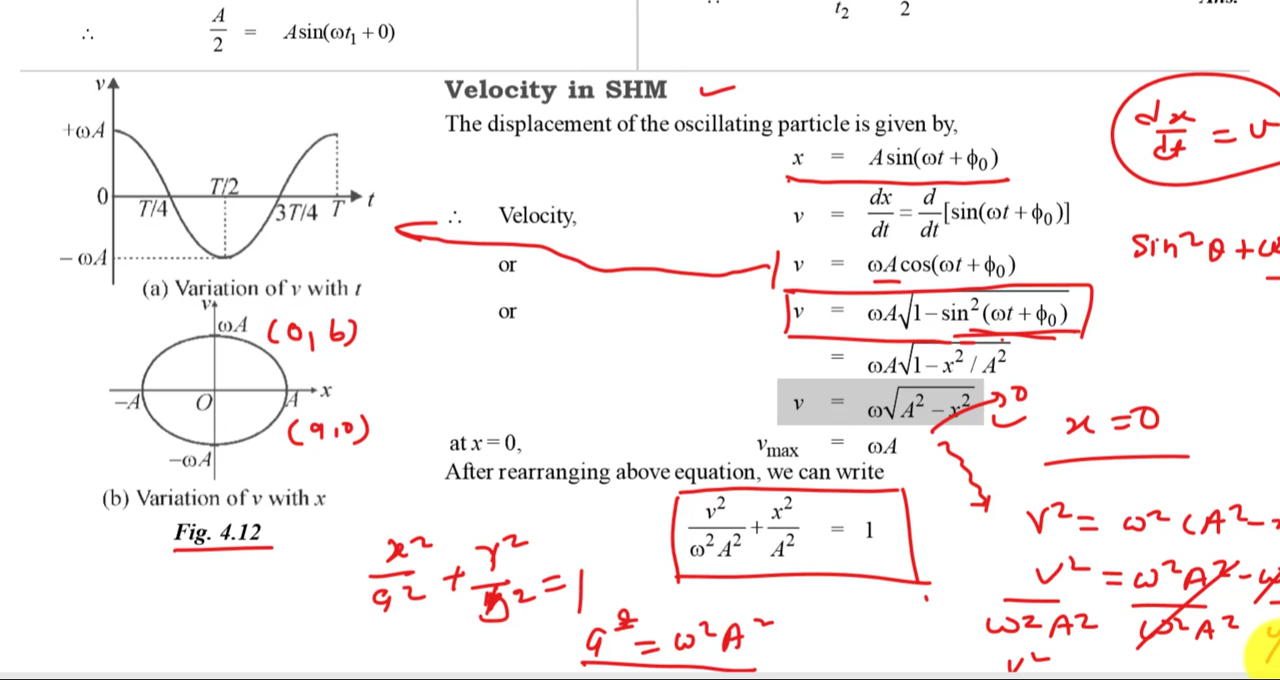 ∴ A/2 = A sin(ωt₁ + 0)
t₂ 2
v
+ωA
0
T/4
T/2
3T/4
T
t
− ωA
(a) Variation of v with t
v
ωA
(0, b)
−A
O
A
x
(a, 0)
−ωA
(b) Variation of v with x
Fig. 4.12
Velocity in SHM
The displacement of the oscillating particle is given by,
x = A sin(ωt + ϕ₀)
∴ Velocity, v = dx/dt = d/dt [sin(ωt + ϕ₀)]
or v = ωA cos(ωt + ϕ₀)
or v = ωA√(1 − sin² (ωt + ϕ₀))
= ωA√(1 − x² / A²)
v = ω√(A² − x²) 0
at x = 0, vmax = ωA
After rearranging above equation, we can write
v²/ω²A² + x²/A² = 1
x²/a² + y²/b² = 1
a² = ω²A²
dx/dt = v
sin²θ +
x = 0
v² = ω² (A² −
v²/ω²A² = ω²A²/ω²A² −
v²